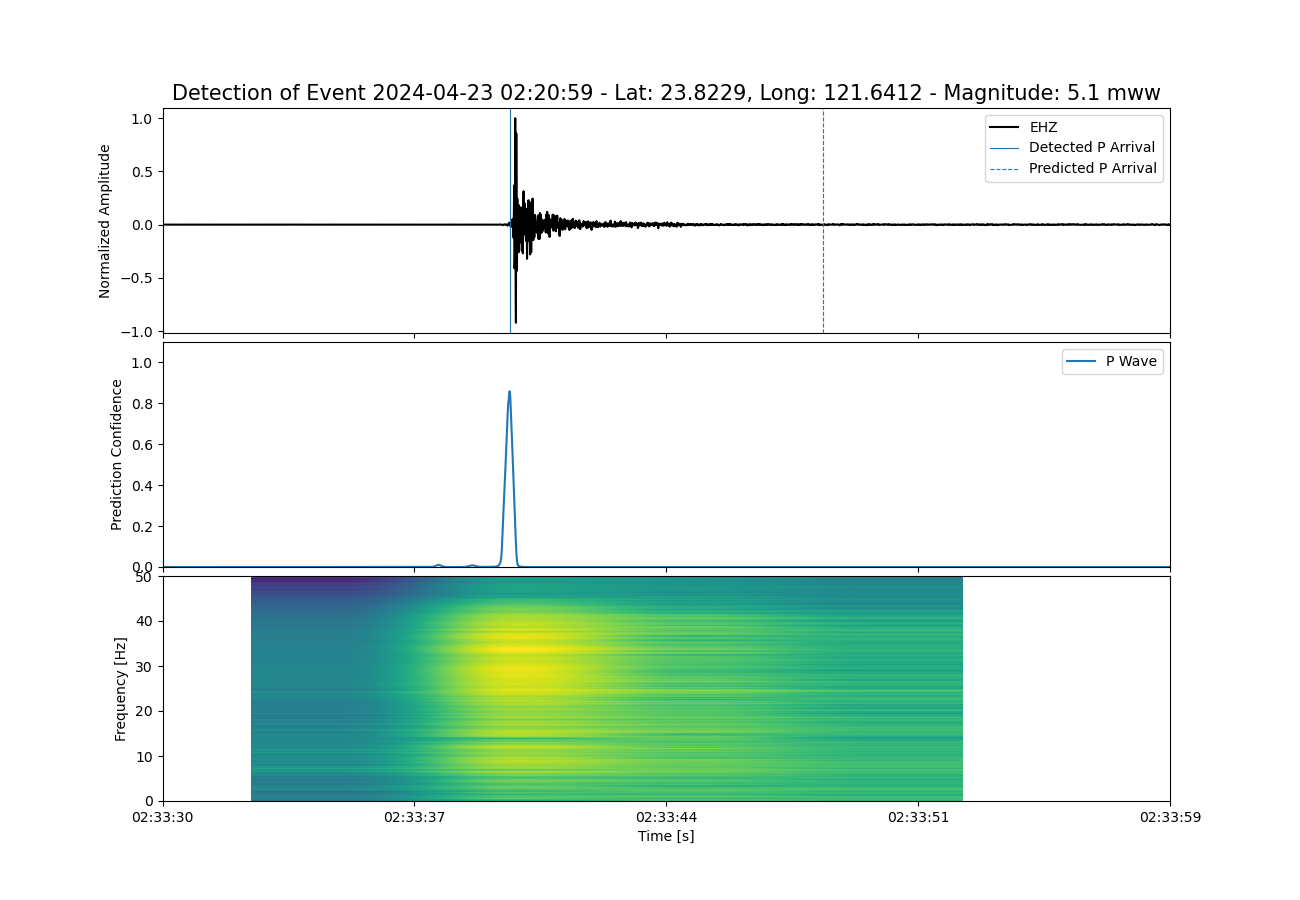 Detection of Event 2024-04-23 02:20:59 - Lat: 23.8229, Long: 121.6412 - Magnitude: 5.1 mww
1.0
0.5
0.0
−0.5
−1.0
Normalized Amplitude
EHZ
Detected P Arrival
Predicted P Arrival
1.0
0.8
0.6
0.4
0.2
0.0
Prediction Confidence
P Wave
50
40
30
20
10
0
Frequency [Hz]
02:33:30
02:33:37
02:33:44
02:33:51
02:33:59
Time [s]